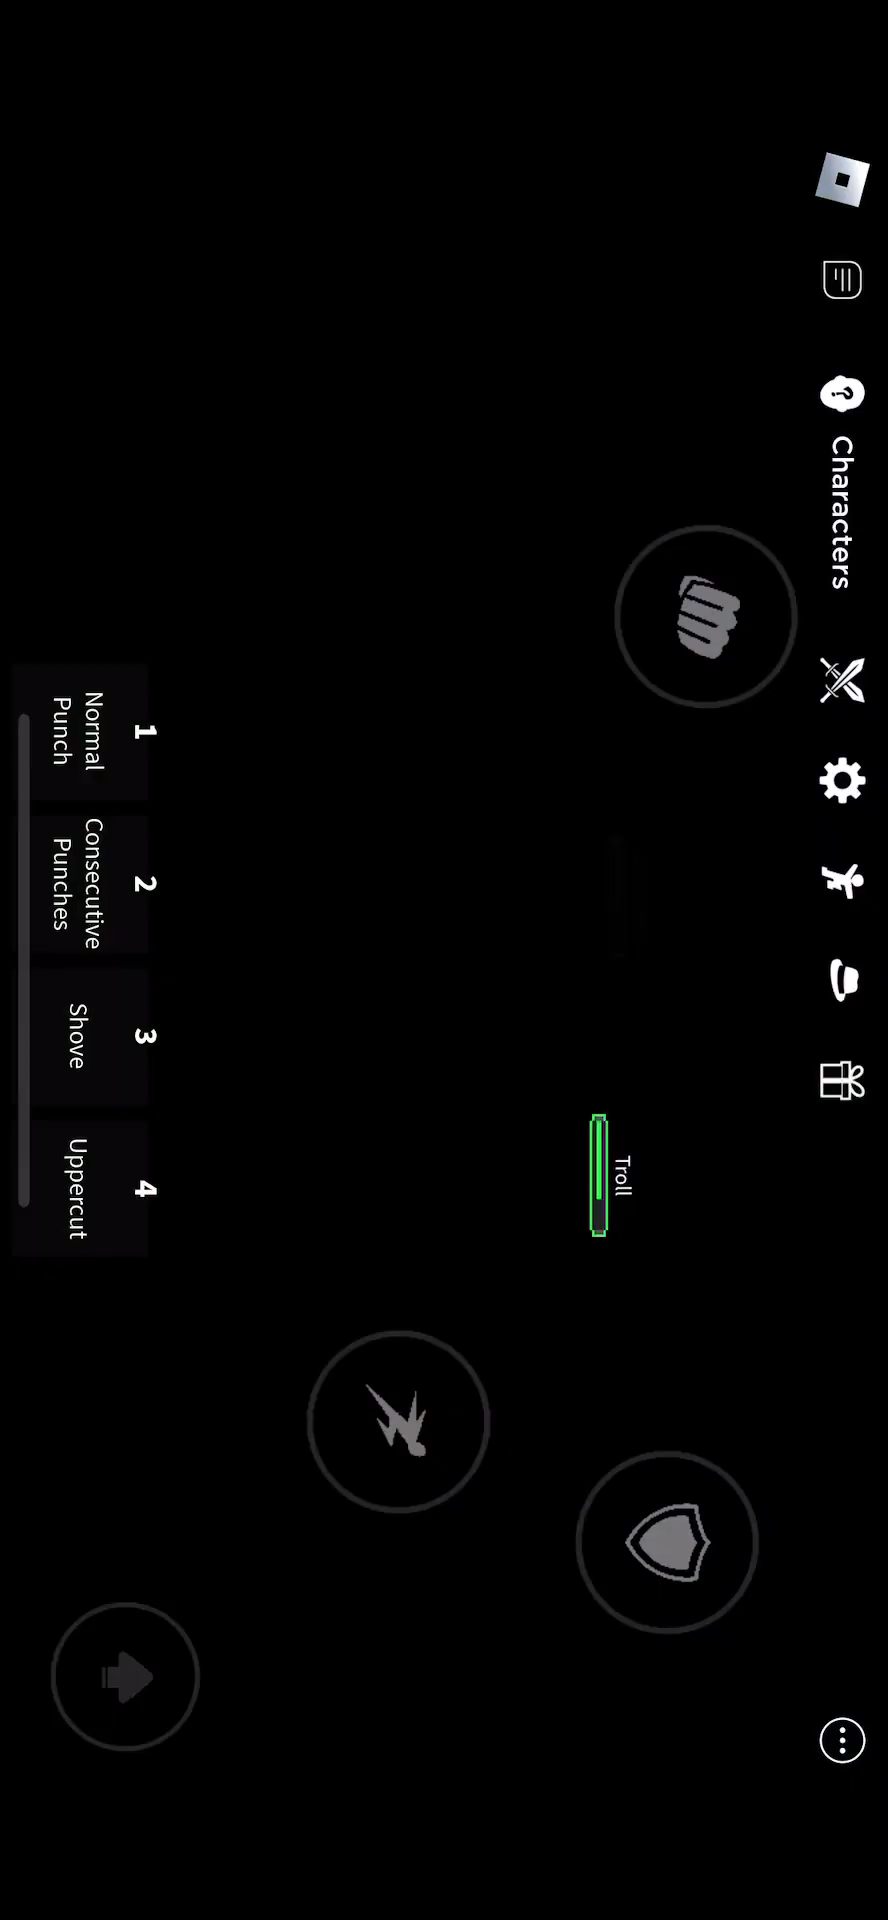 Characters
Troll
1
Normal
Punch
2
Consecutive
Punches
3
Shove
4
Uppercut